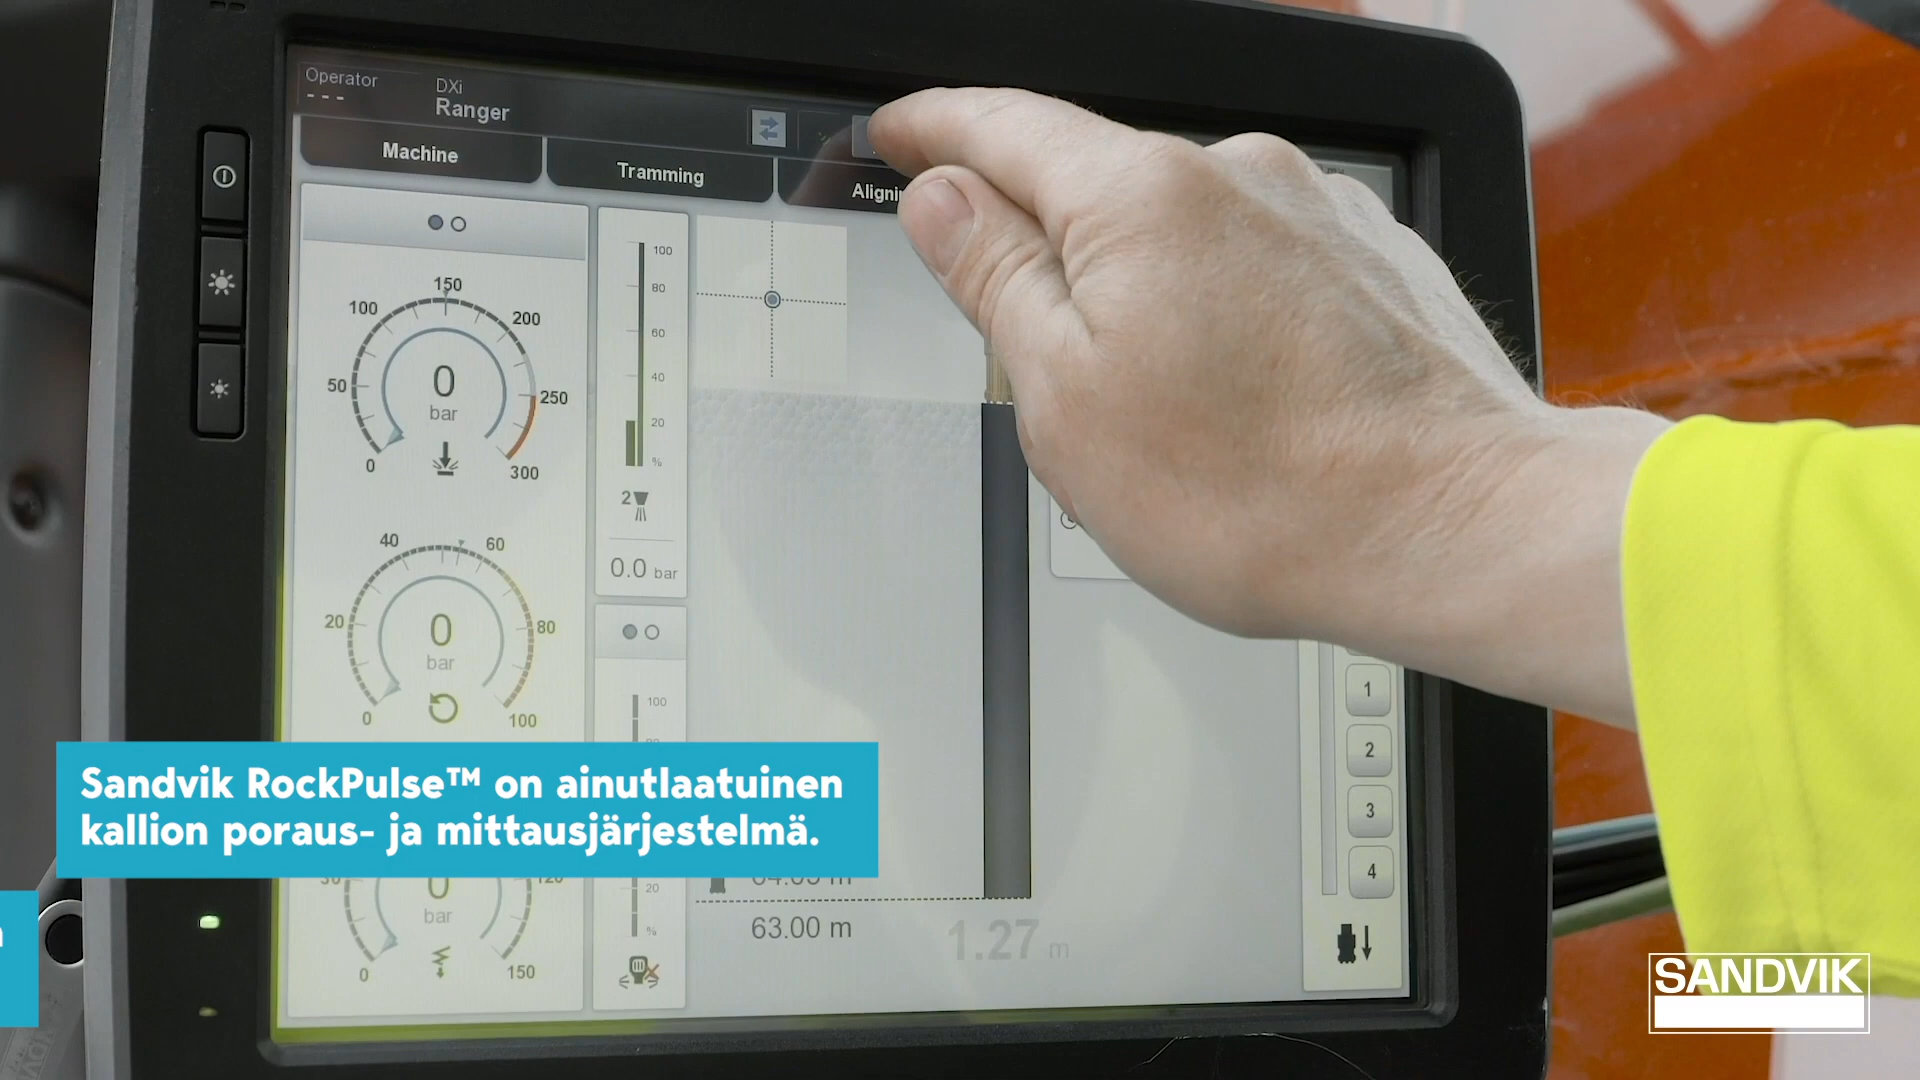 Operator
DXi
- - -
Ranger
Machine
Tramming
150
100
200
50
250
0
bar
0
300
100
80
60
40
20
%
2
0.0 bar
40
60
20
80
0
bar
0
100
100
Sandvik RockPulse™ on ainutlaatuinen
kallion poraus- ja mittausjärjestelmä.
0
bar
0
150
20
%
63.00 m
1.27 m
1
2
3
4
SANDVIK